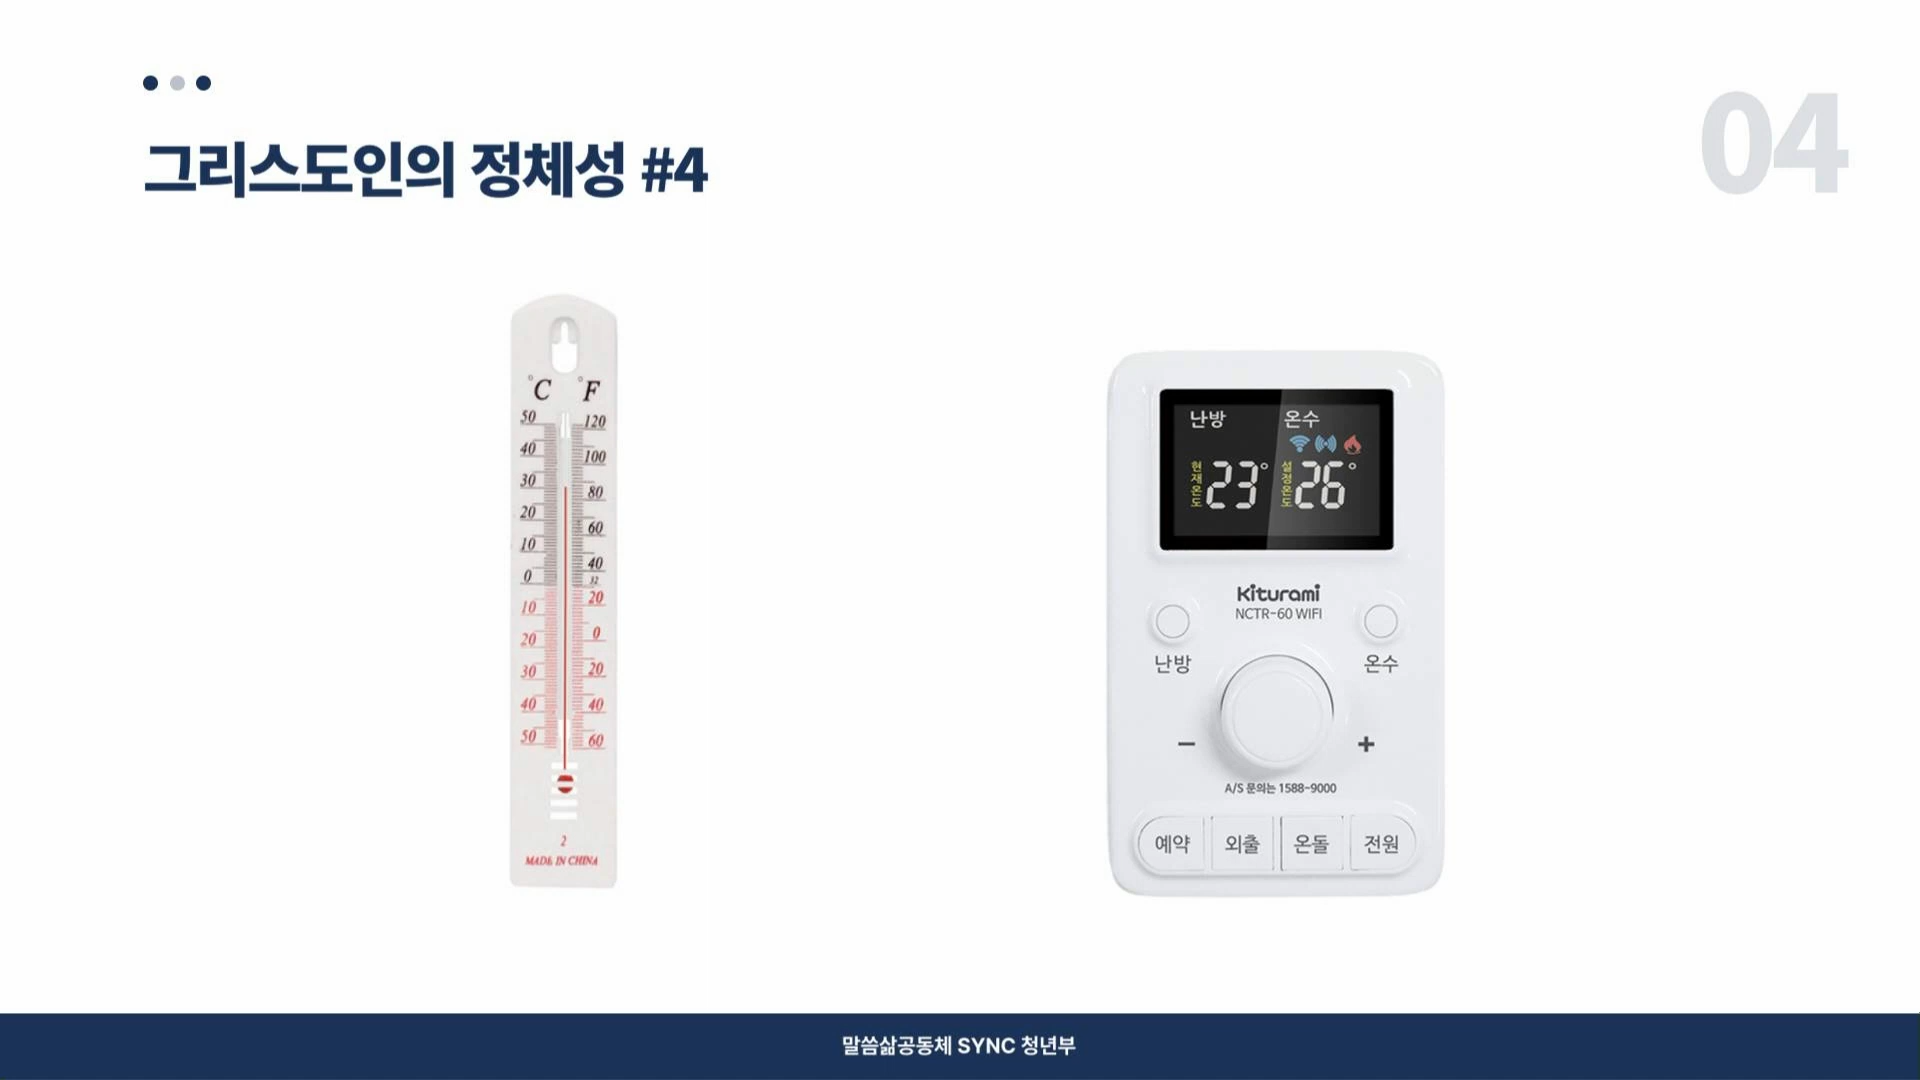 04
그리스도인의 정체성 #4
°C °F
50 120
40 100
30 80
20 60
10 40
0 32
10 20
20 0
30 20
40 40
50 60
2
MADE IN CHINA
난방 온수
현재온도 23° 설정온도 26°
Kiturami
NCTR-60 WIFI
난방 온수
− +
A/S 문의는 1588-9000
예약 외출 온돌 전원
말씀삶공동체 SYNC 청년부